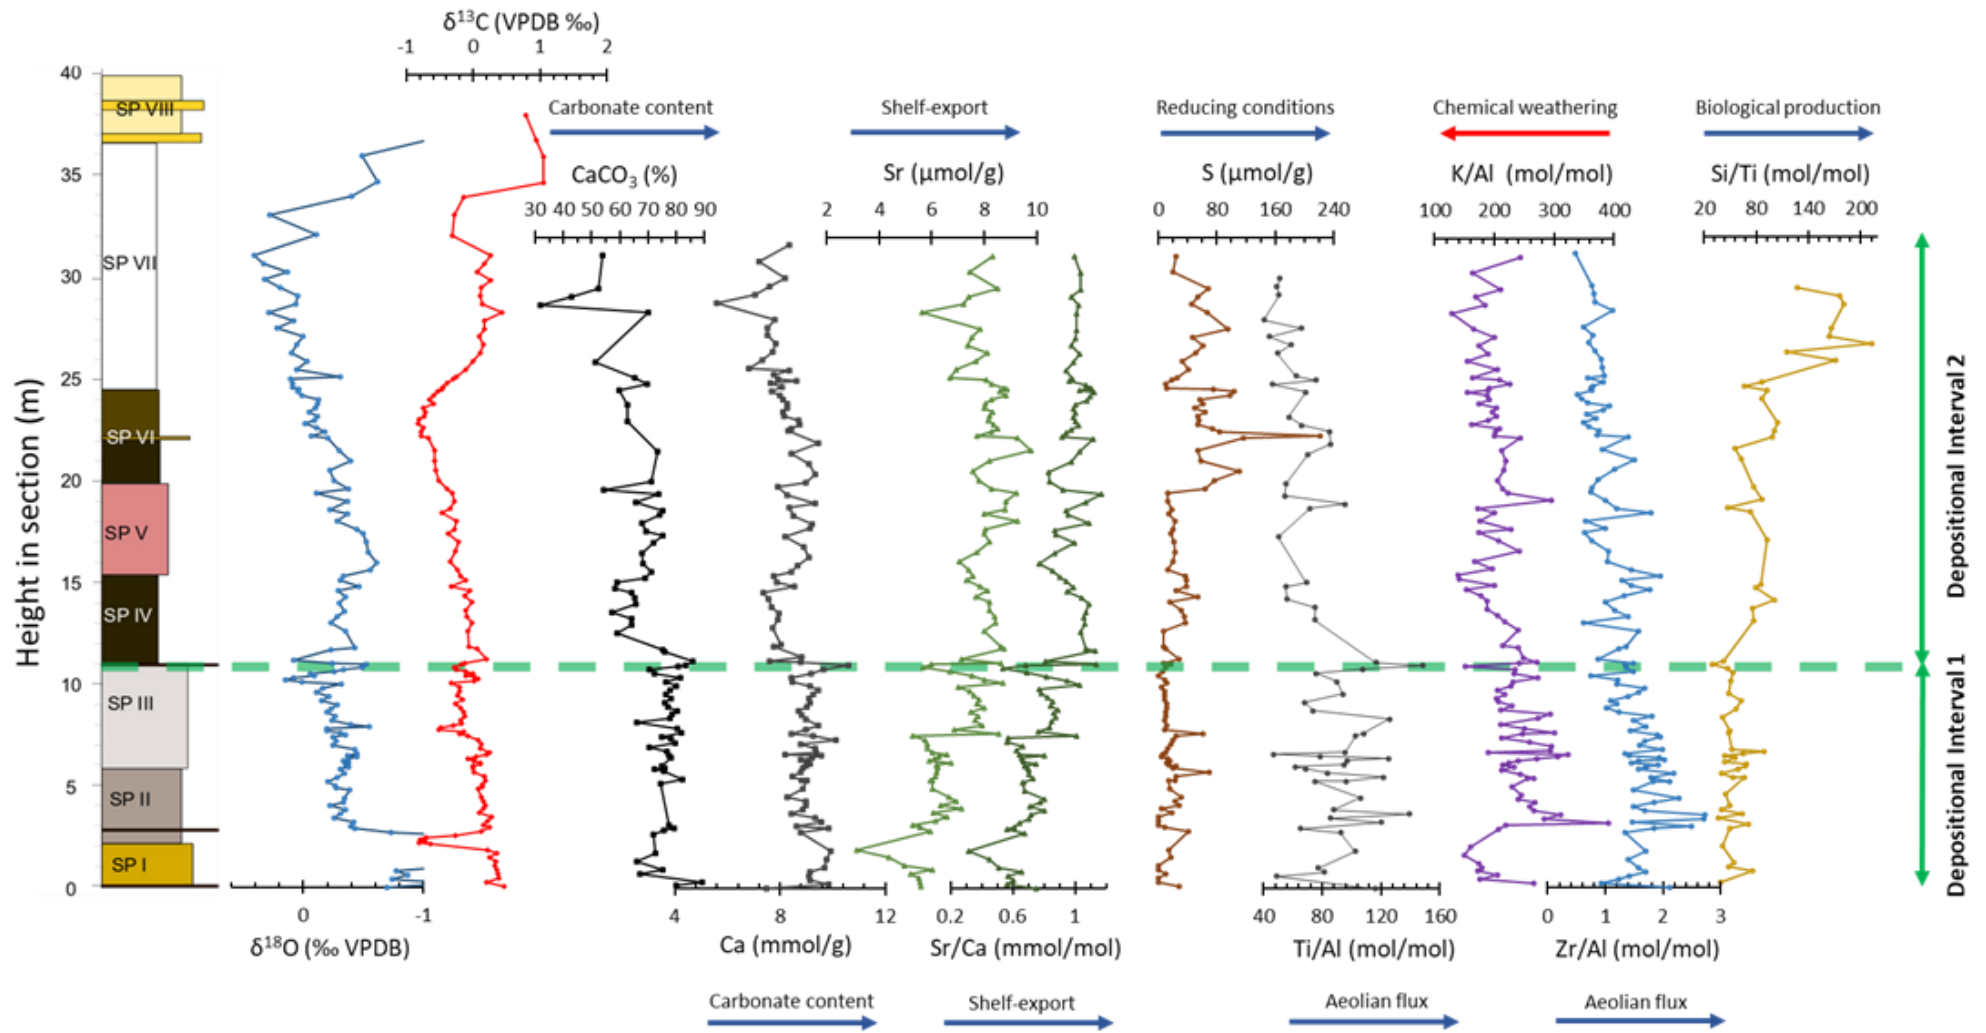 δ13C (VPDB ‰)
-1 0 1 2
Carbonate content Shelf-export Reducing conditions Chemical weathering Biological production
CaCO3 (%) Sr (μmol/g) S (μmol/g) K/Al (mol/mol) Si/Ti (mol/mol)
30 40 50 60 70 80 90 2 4 6 8 10 0 80 160 240 100 200 300 400 20 80 140 200
Height in section (m)
40
35
30
25
20
15
10
5
0
SP VIII
SP VII
SP VI
SP V
SP IV
SP III
SP II
SP I
Depositional Interval 2
Depositional Interval 1
0 -1 4 8 12 0.2 0.6 1 40 80 120 160 0 1 2 3
δ18O (‰ VPDB) Ca (mmol/g) Sr/Ca (mmol/mol) Ti/Al (mol/mol) Zr/Al (mol/mol)
Carbonate content Shelf-export Aeolian flux Aeolian flux